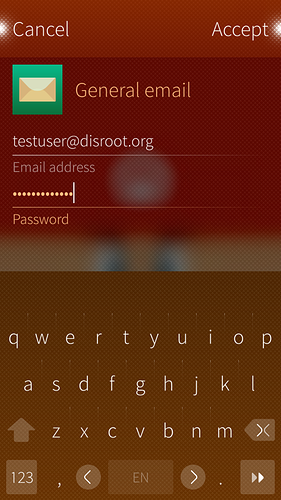 Cancel Accept
General email
testuser@disroot.org
Email address
••••••••••••
Password
q w e r t y u i o p
a s d f g h j k l
z x c v b n m
123 , EN .